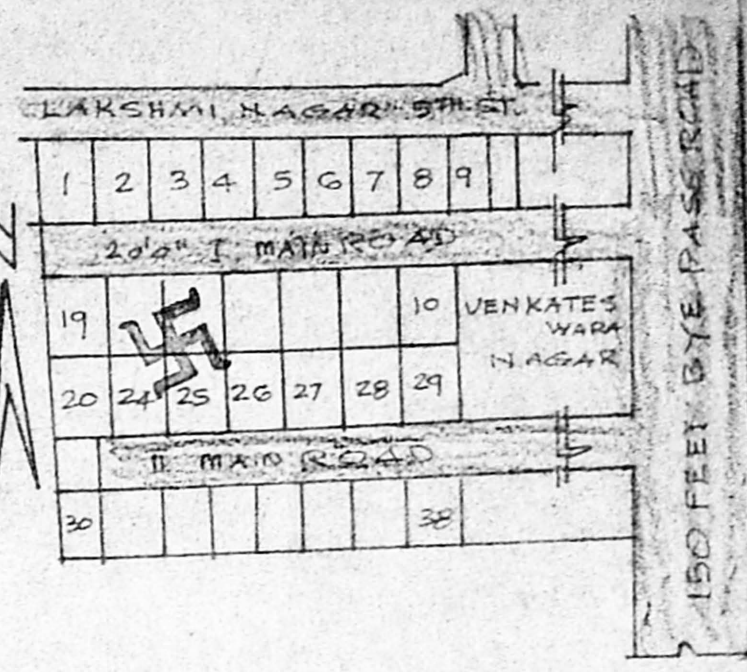 LAKSHMI NAGAR 5TH ST.
1 2 3 4 5 6 7 8 9
20'0" I MAIN ROAD
19 10
VENKATES
WARA
NAGAR
20 24 25 26 27 28 29
II MAIN ROAD
30 38
150 FEET BYE PASS ROAD